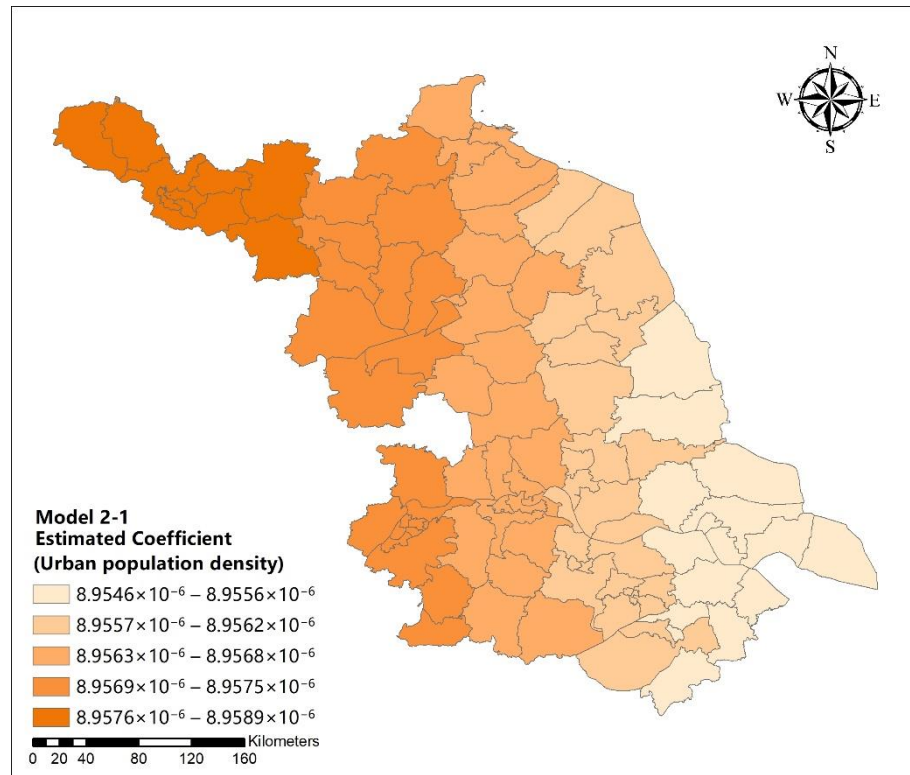 N
W E
S
Model 2-1
Estimated Coefficient
(Urban population density)
8.9546×10⁻⁶ – 8.9556×10⁻⁶
8.9557×10⁻⁶ – 8.9562×10⁻⁶
8.9563×10⁻⁶ – 8.9568×10⁻⁶
8.9569×10⁻⁶ – 8.9575×10⁻⁶
8.9576×10⁻⁶ – 8.9589×10⁻⁶
Kilometers
0 20 40 80 120 160